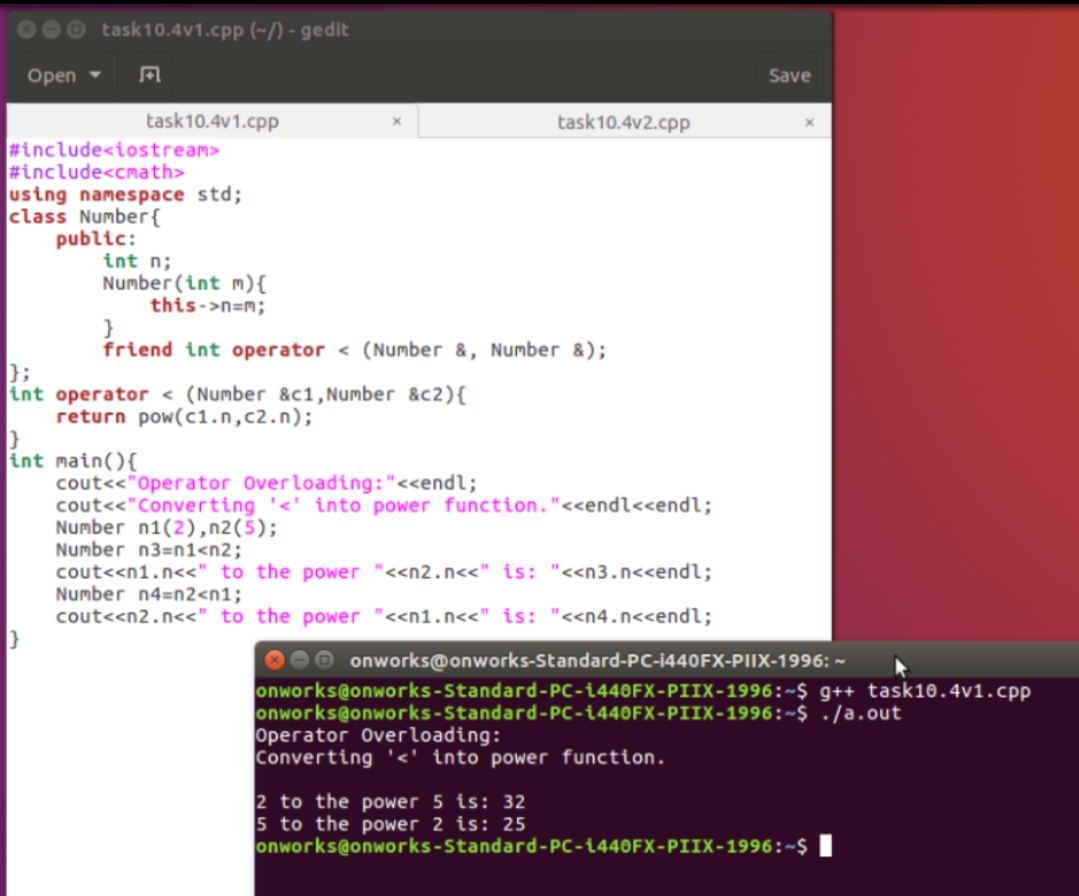 task10.4v1.cpp (~/) - gedit
Open
Save
task10.4v1.cpp × task10.4v2.cpp ×
#include<iostream>
#include<cmath>
using namespace std;
class Number{
    public:
        int n;
        Number(int m){
            this->n=m;
        }
        friend int operator < (Number &, Number &);
};
int operator < (Number &c1,Number &c2){
    return pow(c1.n,c2.n);
}
int main(){
    cout<<"Operator Overloading:"<<endl;
    cout<<"Converting '<' into power function."<<endl<<endl;
    Number n1(2),n2(5);
    Number n3=n1<n2;
    cout<<n1.n<<" to the power "<<n2.n<<" is: "<<n3.n<<endl;
    Number n4=n2<n1;
    cout<<n2.n<<" to the power "<<n1.n<<" is: "<<n4.n<<endl;
}
onworks@onworks-Standard-PC-i440FX-PIIX-1996: ~
onworks@onworks-Standard-PC-i440FX-PIIX-1996:~$ g++ task10.4v1.cpp
onworks@onworks-Standard-PC-i440FX-PIIX-1996:~$ ./a.out
Operator Overloading:
Converting '<' into power function.

2 to the power 5 is: 32
5 to the power 2 is: 25
onworks@onworks-Standard-PC-i440FX-PIIX-1996:~$